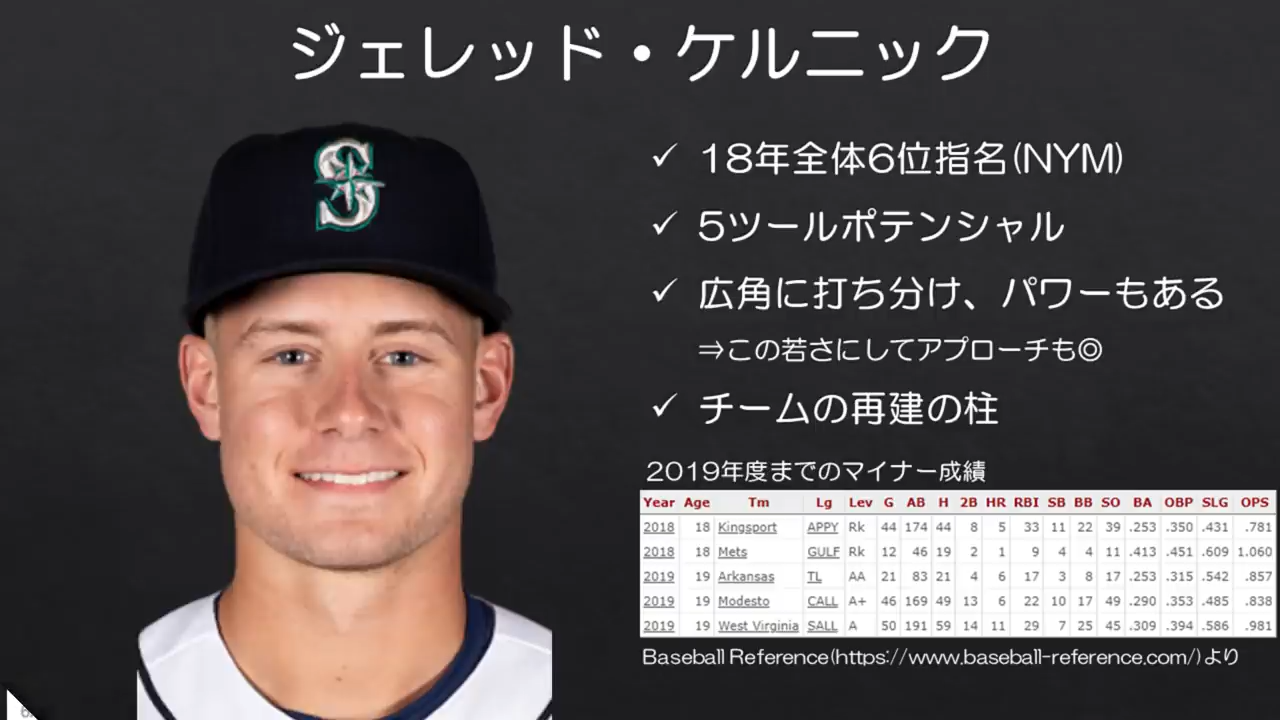 ジェレッド・ケルニック
✓ 18年全体6位指名(NYM)
✓ 5ツールポテンシャル
✓ 広角に打ち分け、パワーもある
⇒この若さにしてアプローチも◎
✓ チームの再建の柱
2019年度までのマイナー成績
Year Age Tm Lg Lev G AB H 2B HR RBI SB BB SO BA OBP SLG OPS
2018 18 Kingsport APPY Rk 44 174 44 8 5 33 11 22 39 .253 .350 .431 .781
2018 18 Mets GULF Rk 12 46 19 2 1 9 4 4 11 .413 .451 .609 1.060
2019 19 Arkansas TL AA 21 83 21 4 6 17 3 8 17 .253 .315 .542 .857
2019 19 Modesto CALL A+ 46 169 49 13 6 22 10 17 49 .290 .353 .485 .838
2019 19 West Virginia SALL A 50 191 59 14 11 29 7 25 45 .309 .394 .586 .981
Baseball Reference(https://www.baseball-reference.com/)より
S